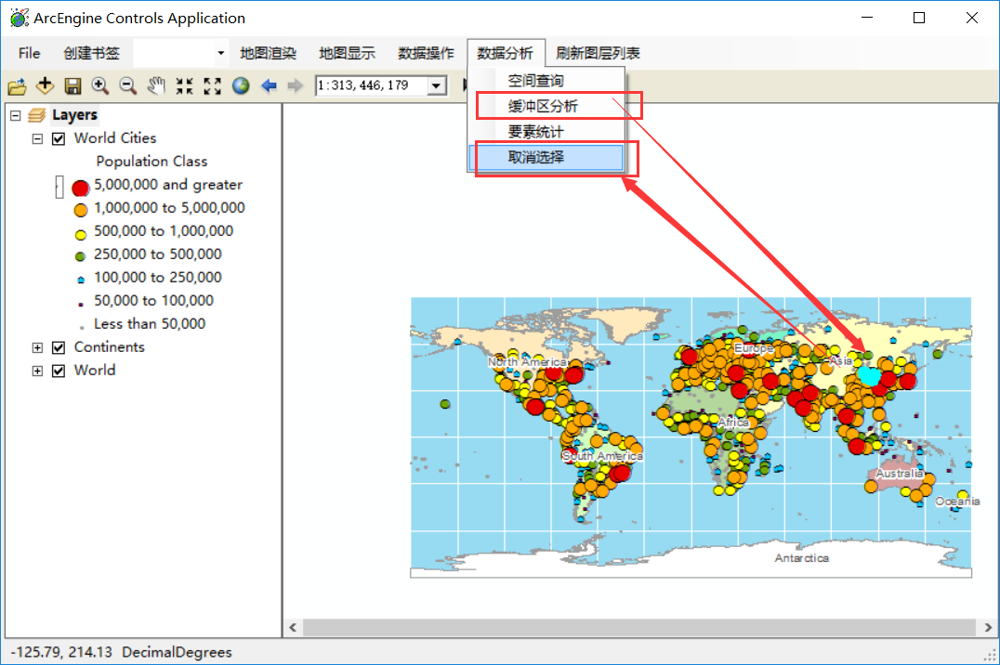 ArcEngine Controls Application
File 创建书签 地图渲染 地图显示 数据操作 数据分析 刷新图层列表
1:313,446,179
空间查询
缓冲区分析
要素统计
取消选择
Layers
World Cities
Population Class
5,000,000 and greater
1,000,000 to 5,000,000
500,000 to 1,000,000
250,000 to 500,000
100,000 to 250,000
50,000 to 100,000
Less than 50,000
Continents
World
North America
Europe
Asia
Africa
South America
Australia
Oceania
Antarctica
-125.79, 214.13 DecimalDegrees